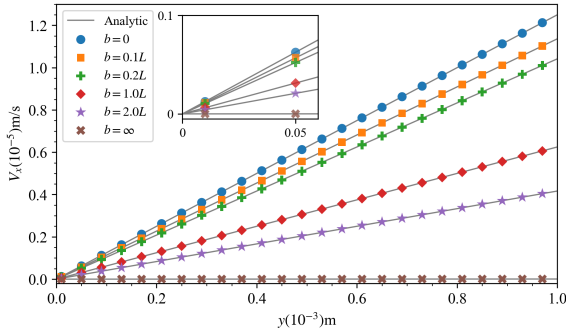 Analytic
b = 0
b = 0.1L
b = 0.2L
b = 1.0L
b = 2.0L
b = ∞
0.1
0
0
0.05
1.2
1.0
0.8
0.6
0.4
0.2
0.0
Vₓ(10⁻⁵)m/s
0.0
0.2
0.4
0.6
0.8
1.0
y(10⁻³)m